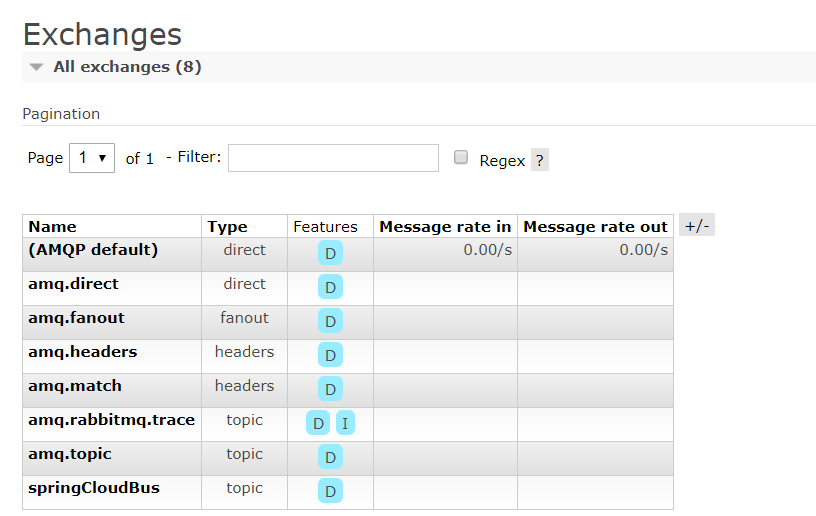 Exchanges
All exchanges (8)
Pagination
Page 1 of 1 - Filter: Regex ?
Name Type Features Message rate in Message rate out +/-
(AMQP default) direct D 0.00/s 0.00/s
amq.direct direct D
amq.fanout fanout D
amq.headers headers D
amq.match headers D
amq.rabbitmq.trace topic D I
amq.topic topic D
springCloudBus topic D